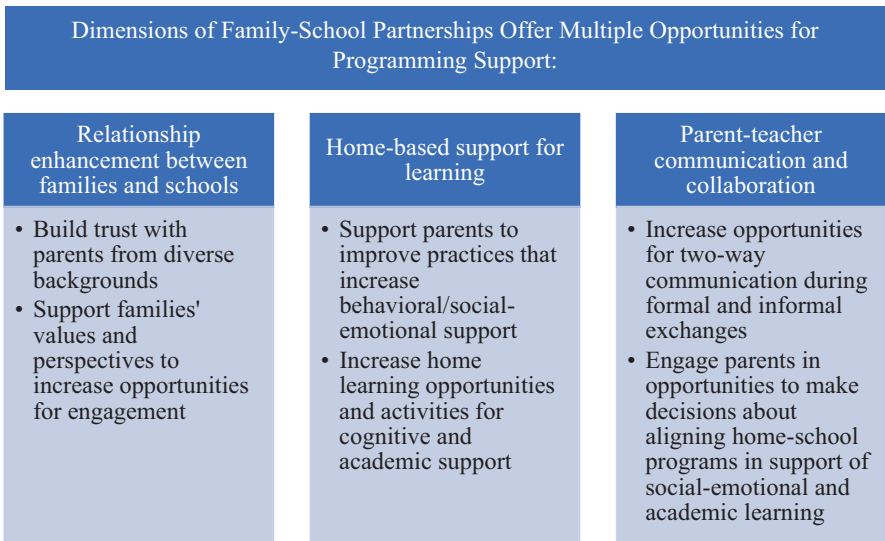 Dimensions of Family-School Partnerships Offer Multiple Opportunities for
Programming Support:
Relationship
enhancement between
families and schools
• Build trust with
parents from diverse
backgrounds
• Support families'
values and
perspectives to
increase opportunities
for engagement
Home-based support for
learning
• Support parents to
improve practices that
increase
behavioral/social-
emotional support
• Increase home
learning opportunities
and activities for
cognitive and
academic support
Parent-teacher
communication and
collaboration
• Increase opportunities
for two-way
communication during
formal and informal
exchanges
• Engage parents in
opportunities to make
decisions about
aligning home-school
programs in support of
social-emotional and
academic learning